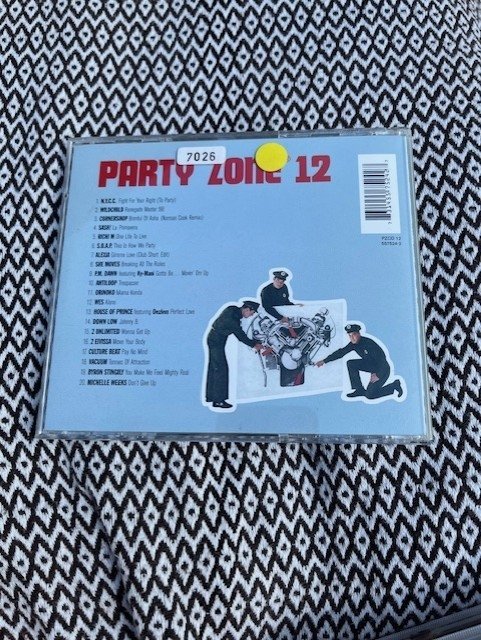 7026
PARTY ZONE 12
1. N.Y.C.C. Fight For Your Right (To Party)
2. WILDCHILD Renegade Master '98
3. CORNERSHOP Brimful Of Asha (Norman Cook Remix)
4. SASH! La Primavera
5. RICHI M Give Life To Live
6. S.O.A.P. This Is How We Party
7. ALESIA Gimme Love (Club Short Edit)
8. SHE MOVES Breaking All The Rules
9. P.M. DAWN featuring Ky-Mani Gotta Be... Movin' On Up
10. ANTILOOP Trespasser
11. ORINOKO Mama Konda
12. WES Alane
13. HOUSE OF PRINCE featuring Perfect Love
14. DOWN LOW Johnny B.
15. 2 UNLIMITED Wanna Get Up
16. 2 EIVISSA Move Your Body
17. CULTURE BEAT Pay No Mind
18. VACUUM Tonnes Of Attraction
19. BYRON STINGILY You Make Me Feel Mighty Real
20. MICHELLE WEEKS Don't Give Up
PZCD 12